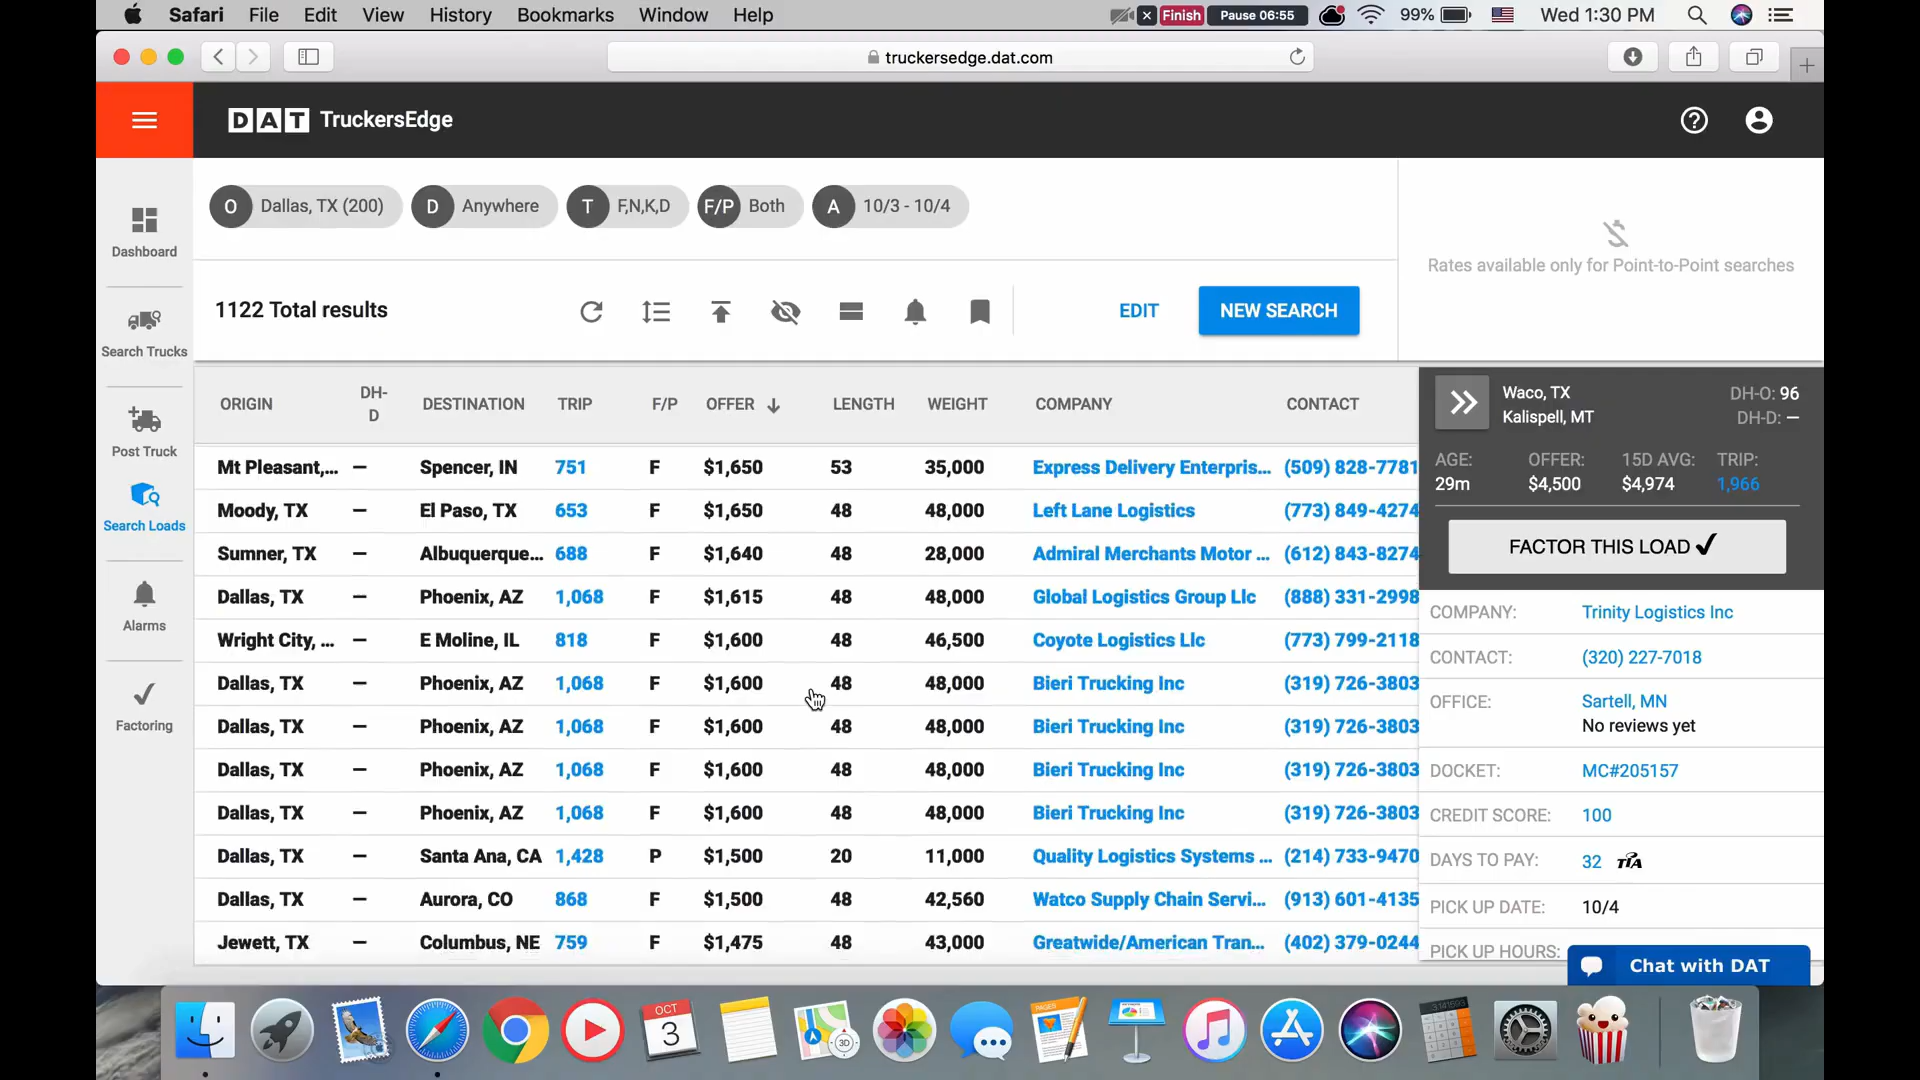 Safari File Edit View History Bookmarks Window Help Finish Pause 06:55 99% Wed 1:30 PM
truckersedge.dat.com
DAT TruckersEdge
O Dallas, TX (200) D Anywhere T F,N,K,D F/P Both A 10/3 - 10/4
Rates available only for Point-to-Point searches
1122 Total results EDIT NEW SEARCH
Dashboard
Search Trucks
Post Truck
Search Loads
Alarms
Factoring
ORIGIN DH-D DESTINATION TRIP F/P OFFER LENGTH WEIGHT COMPANY CONTACT
Mt Pleasant,... — Spencer, IN 751 F $1,650 53 35,000 Express Delivery Enterpris... (509) 828-7781
Moody, TX — El Paso, TX 653 F $1,650 48 48,000 Left Lane Logistics (773) 849-4274
Sumner, TX — Albuquerque... 688 F $1,640 48 28,000 Admiral Merchants Motor ... (612) 843-8274
Dallas, TX — Phoenix, AZ 1,068 F $1,615 48 48,000 Global Logistics Group Llc (888) 331-2998
Wright City, ... — E Moline, IL 818 F $1,600 48 46,500 Coyote Logistics Llc (773) 799-2118
Dallas, TX — Phoenix, AZ 1,068 F $1,600 48 48,000 Bieri Trucking Inc (319) 726-3803
Dallas, TX — Phoenix, AZ 1,068 F $1,600 48 48,000 Bieri Trucking Inc (319) 726-3803
Dallas, TX — Phoenix, AZ 1,068 F $1,600 48 48,000 Bieri Trucking Inc (319) 726-3803
Dallas, TX — Phoenix, AZ 1,068 F $1,600 48 48,000 Bieri Trucking Inc (319) 726-3803
Dallas, TX — Santa Ana, CA 1,428 P $1,500 20 11,000 Quality Logistics Systems ... (214) 733-9470
Dallas, TX — Aurora, CO 868 F $1,500 48 42,560 Watco Supply Chain Servi... (913) 601-4135
Jewett, TX — Columbus, NE 759 F $1,475 48 43,000 Greatwide/American Tran... (402) 379-0244
Waco, TX DH-O: 96
Kalispell, MT DH-D: —
AGE: OFFER: 15D AVG: TRIP:
29m $4,500 $4,974 1,966
FACTOR THIS LOAD
COMPANY: Trinity Logistics Inc
CONTACT: (320) 227-7018
OFFICE: Sartell, MN
No reviews yet
DOCKET: MC#205157
CREDIT SCORE: 100
DAYS TO PAY: 32 TIA
PICK UP DATE: 10/4
PICK UP HOURS:
Chat with DAT
OCT
3
3D
PAGES